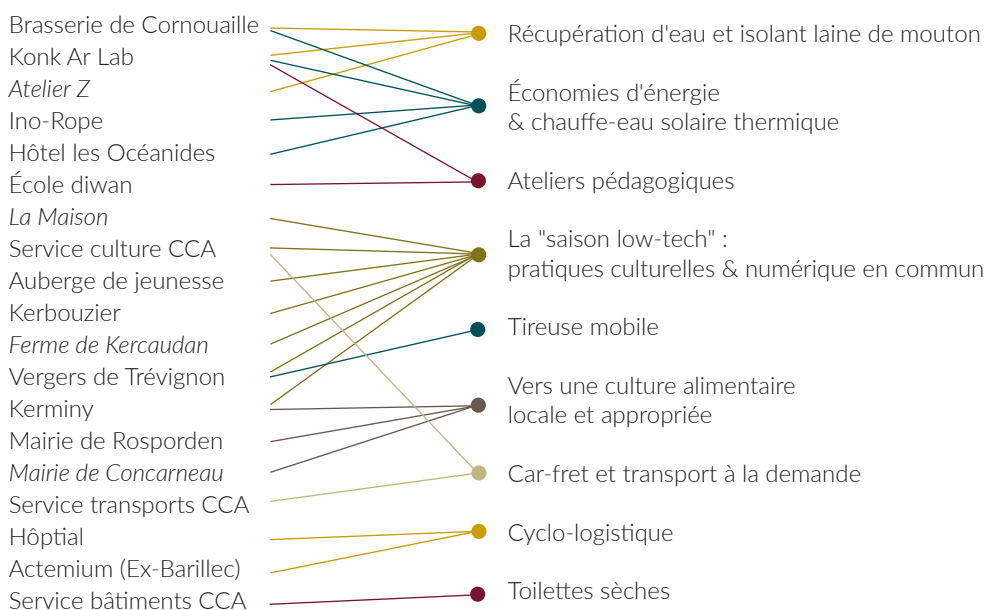 Brasserie de Cornouaille
Konk Ar Lab
Atelier Z
Ino-Rope
Hôtel les Océanides
École diwan
La Maison
Service culture CCA
Auberge de jeunesse
Kerbouzier
Ferme de Kercaudan
Vergers de Trévignon
Kerminy
Mairie de Rosporden
Mairie de Concarneau
Service transports CCA
Hôptial
Actemium (Ex-Barillec)
Service bâtiments CCA
Récupération d'eau et isolant laine de mouton
Économies d'énergie
& chauffe-eau solaire thermique
Ateliers pédagogiques
La "saison low-tech" :
pratiques culturelles & numérique en commun
Tireuse mobile
Vers une culture alimentaire
locale et appropriée
Car-fret et transport à la demande
Cyclo-logistique
Toilettes sèches